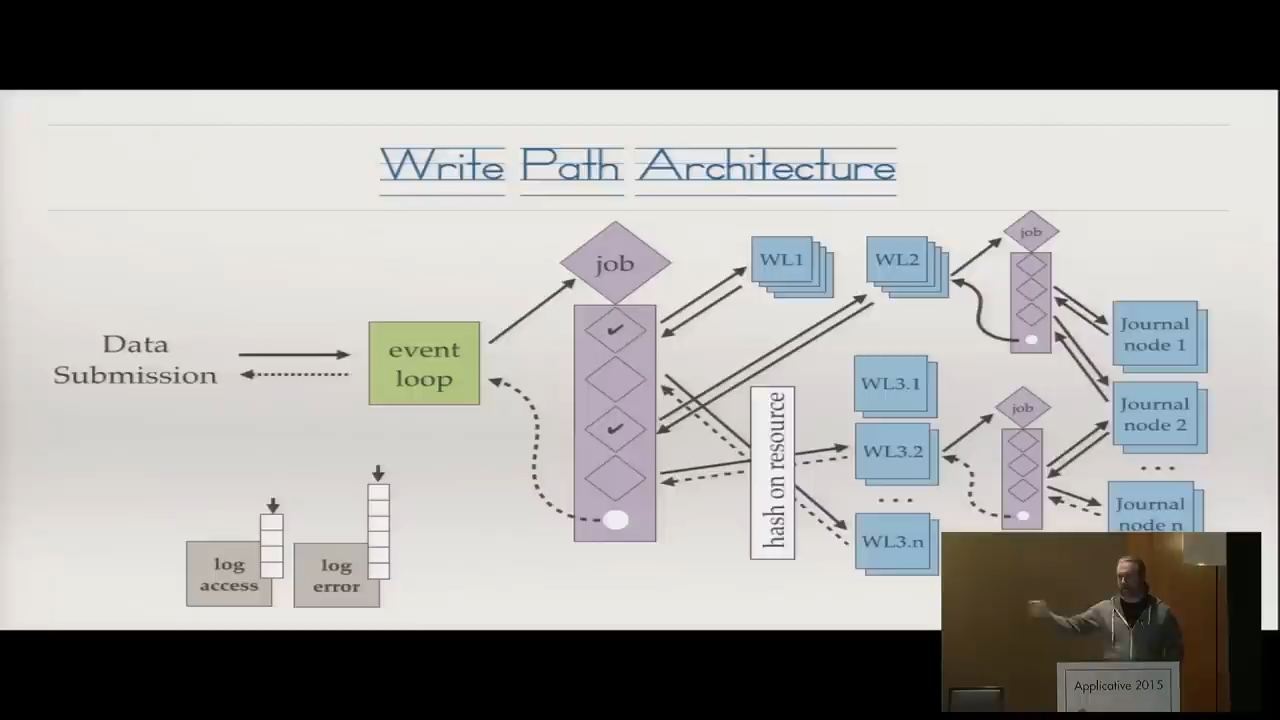 Write Path Architecture
Data
Submission
event
loop
job
✔
✔
WL1
WL2
job
Journal
node 1
WL3.1
Journal
node 2
hash on resource
WL3.2
job
...
...
Journal
node n
WL3.n
log
access
log
error
Applicative 2015